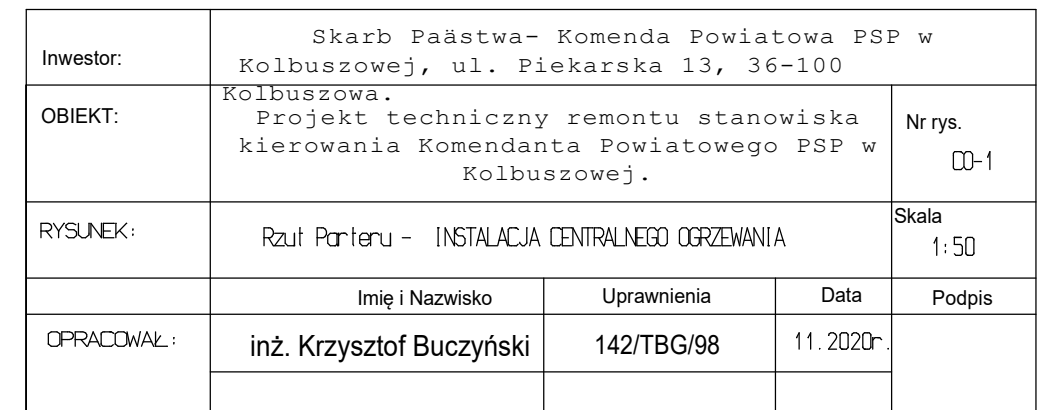 Inwestor:
Skarb Paästwa- Komenda Powiatowa PSP w
Kolbuszowej, ul. Piekarska 13, 36-100
Kolbuszowa.
OBIEKT:
Projekt techniczny remontu stanowiska
kierowania Komendanta Powiatowego PSP w
Kolbuszowej.
Nr rys.
CO-1
RYSUNEK:
Rzut Parteru - INSTALACJA CENTRALNEGO OGRZEWANIA
Skala
1:50
Imię i Nazwisko Uprawnienia Data Podpis
OPRACOWAŁ: inż. Krzysztof Buczyński 142/TBG/98 11.2020r.